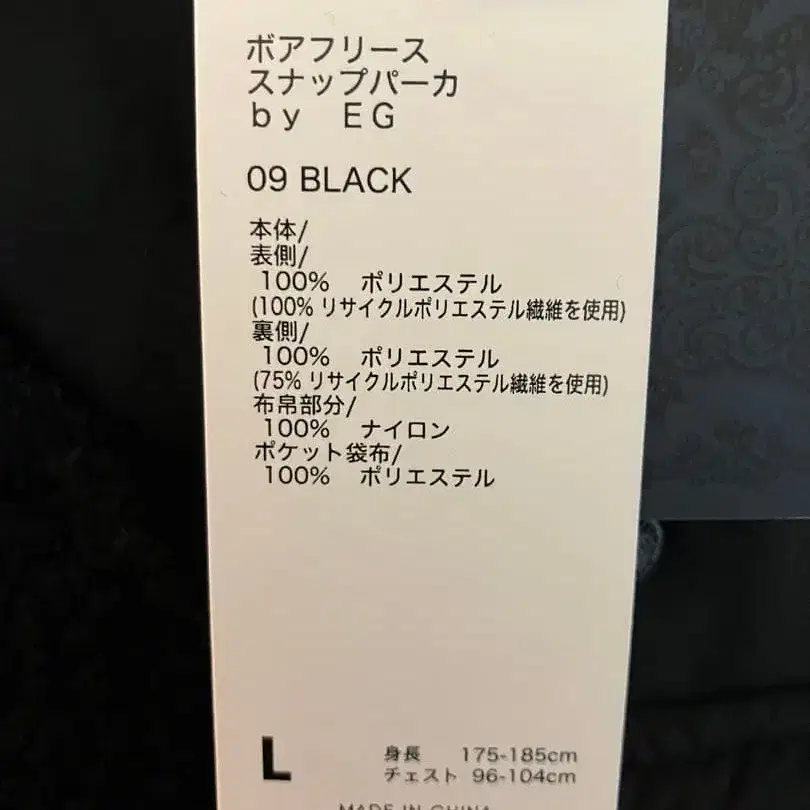 ボアフリース
スナップパーカ
ｂｙ　ＥＧ
09 BLACK
本体/
表側/
100%　ポリエステル
(100% リサイクルポリエステル繊維を使用)
裏側/
100%　ポリエステル
(75% リサイクルポリエステル繊維を使用)
布帛部分/
100%　ナイロン
ポケット袋布/
100%　ポリエステル
L
身長　175-185cm
チェスト　96-104cm
MADE IN CHINA